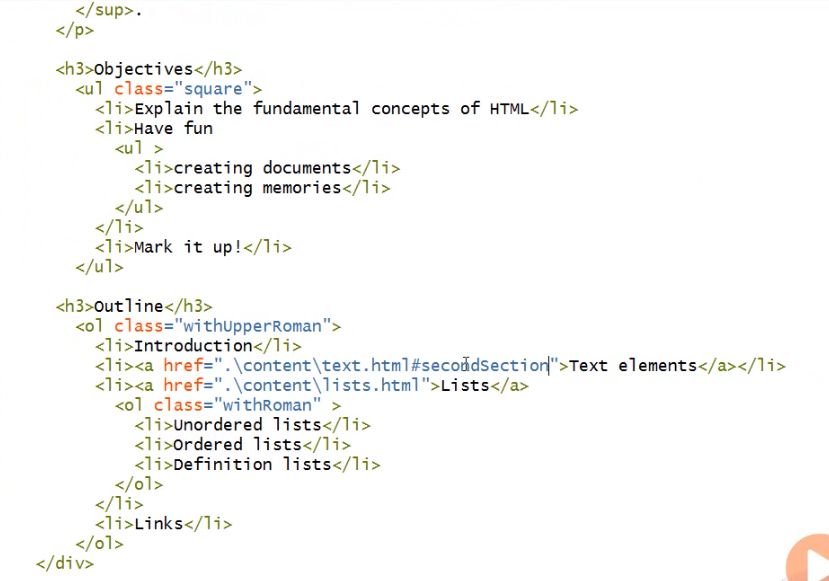 </sup>.
</p>
<h3>Objectives</h3>
<ul class="square">
<li>Explain the fundamental concepts of HTML</li>
<li>Have fun
<ul >
<li>creating documents</li>
<li>creating memories</li>
</ul>
</li>
<li>Mark it up!</li>
</ul>
<h3>Outline</h3>
<ol class="withUpperRoman">
<li>Introduction</li>
<li><a href=".\content\text.html#secondSection">Text elements</a></li>
<li><a href=".\content\lists.html">Lists</a>
<ol class="withRoman" >
<li>Unordered lists</li>
<li>Ordered lists</li>
<li>Definition lists</li>
</ol>
</li>
<li>Links</li>
</ol>
</div>